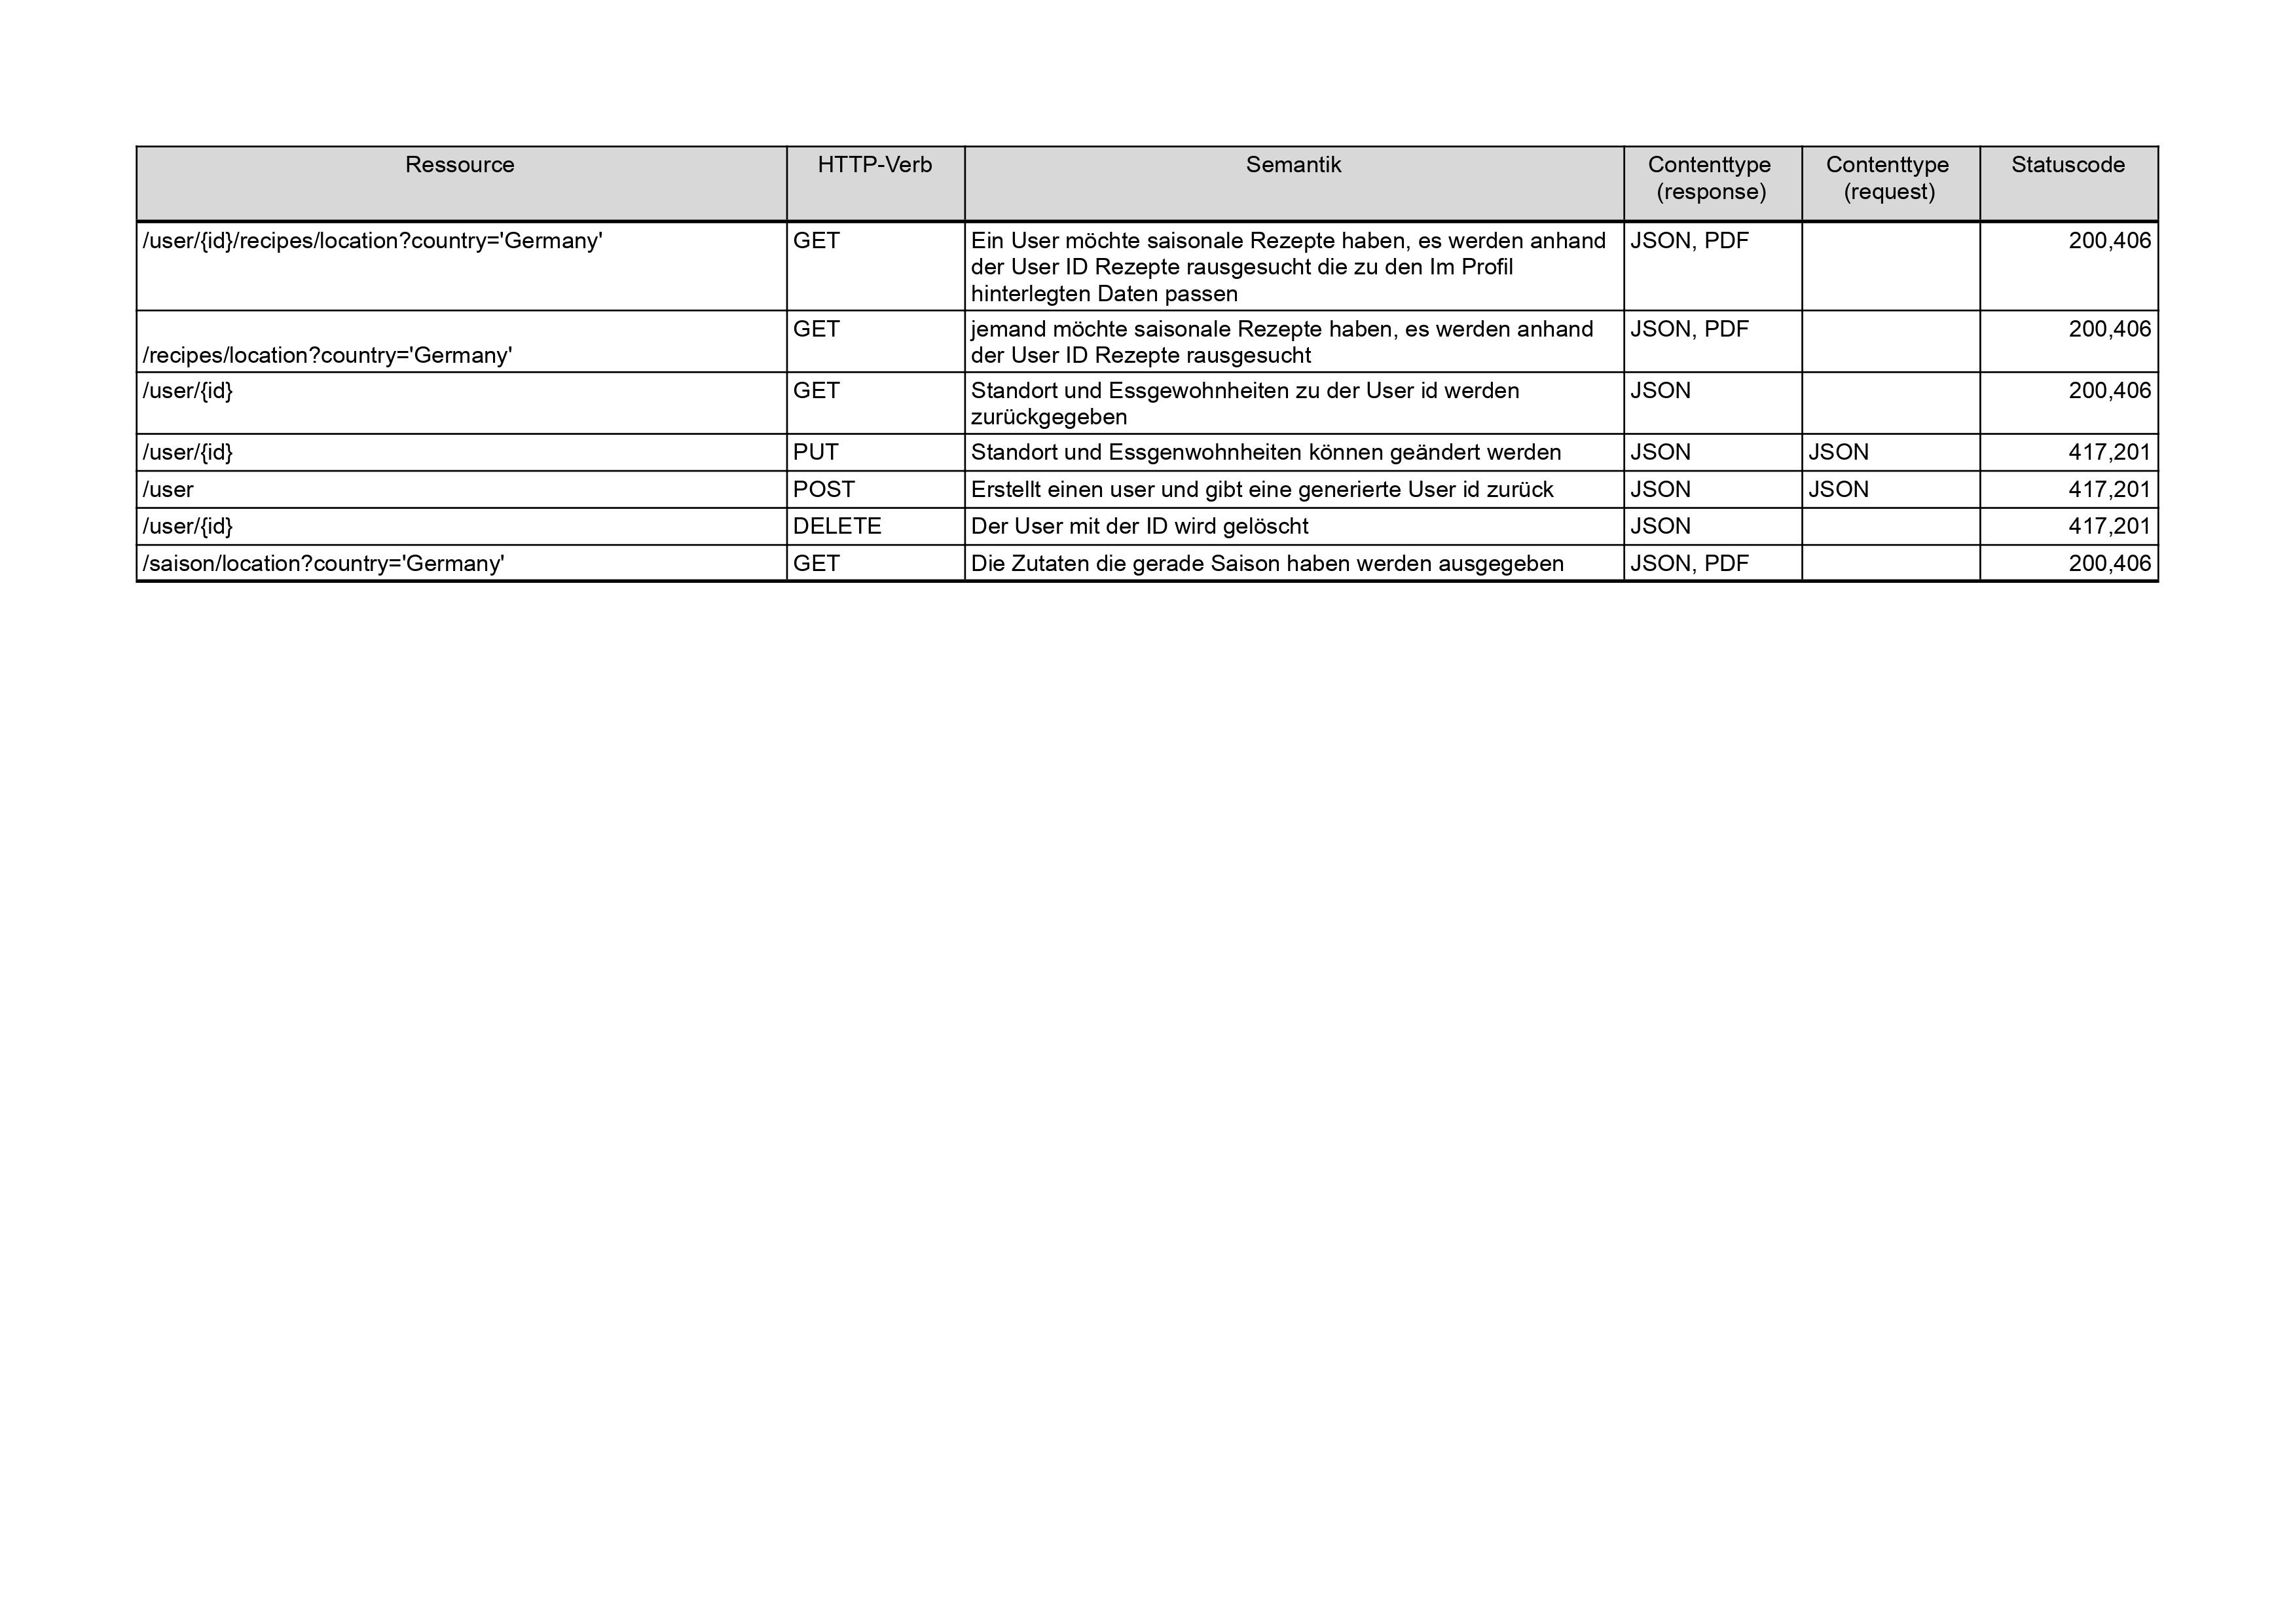 Ressource HTTP-Verb Semantik Contenttype (response) Contenttype (request) Statuscode
/user/{id}/recipes/location?country='Germany' GET Ein User möchte saisonale Rezepte haben, es werden anhand JSON, PDF 200,406
der User ID Rezepte rausgesucht die zu den Im Profil
hinterlegten Daten passen
GET jemand möchte saisonale Rezepte haben, es werden anhand JSON, PDF 200,406
/recipes/location?country='Germany' der User ID Rezepte rausgesucht
/user/{id} GET Standort und Essgewohnheiten zu der User id werden JSON 200,406
zurückgegeben
/user/{id} PUT Standort und Essgenwohnheiten können geändert werden JSON JSON 417,201
/user POST Erstellt einen user und gibt eine generierte User id zurück JSON JSON 417,201
/user/{id} DELETE Der User mit der ID wird gelöscht JSON 417,201
/saison/location?country='Germany' GET Die Zutaten die gerade Saison haben werden ausgegeben JSON, PDF 200,406